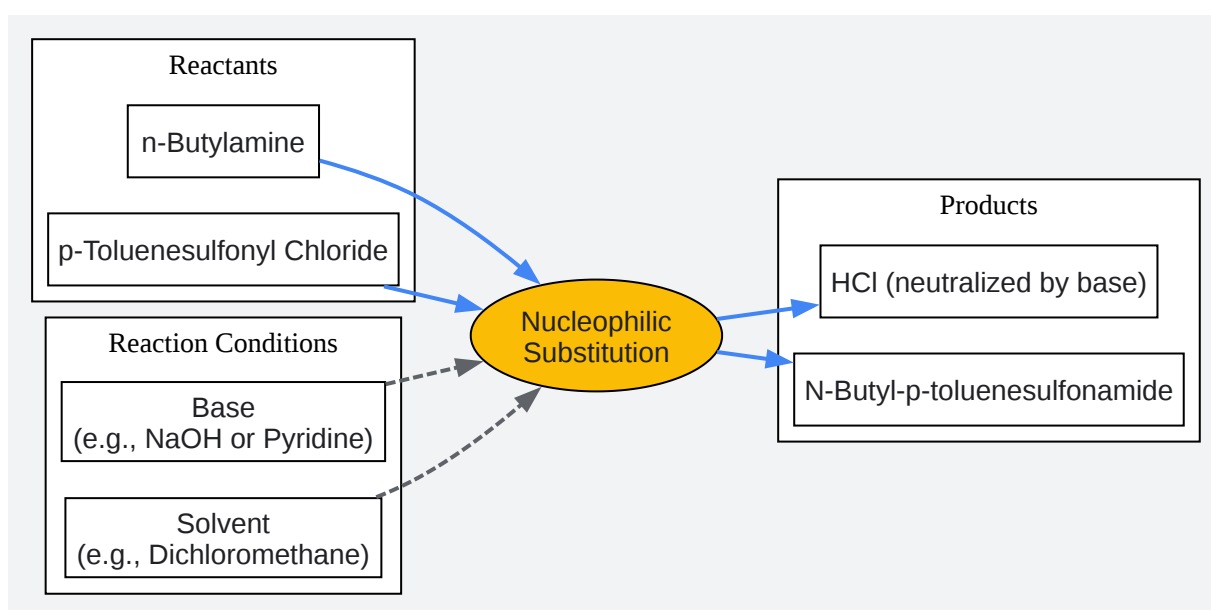 Reactants
n-Butylamine
p-Toluenesulfonyl Chloride
Reaction Conditions
Base
(e.g., NaOH or Pyridine)
Solvent
(e.g., Dichloromethane)
Nucleophilic
Substitution
Products
HCl (neutralized by base)
N-Butyl-p-toluenesulfonamide